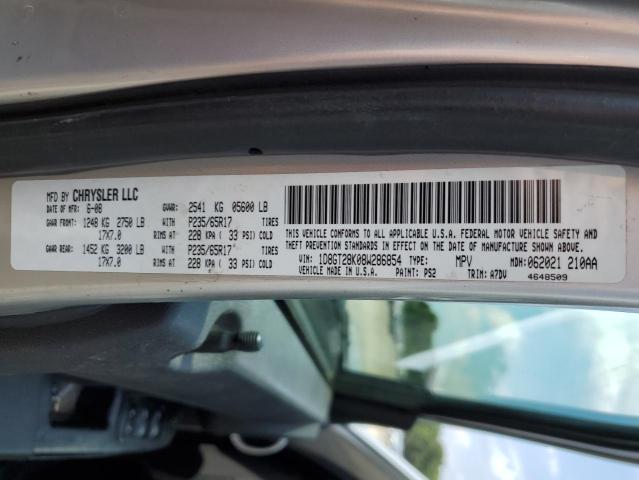 MFD BY CHRYSLER LLC
DATE OF MFR 6-08 GVWR: 2541 KG 05600 LB
GAWR FRONT: 1248 KG 2750 LB WITH P235/65R17 TIRES
17X7.0 RIMS AT 228 KPA ( 33 PSI) COLD
GAWR REAR: 1452 KG 3200 LB WITH P235/65R17 TIRES
17X7.0 RIMS AT 228 KPA ( 33 PSI) COLD
THIS VEHICLE CONFORMS TO ALL APPLICABLE U.S.A. FEDERAL MOTOR VEHICLE SAFETY AND
THEFT PREVENTION STANDARDS IN EFFECT ON THE DATE OF MANUFACTURE SHOWN ABOVE.
VIN: 1D8GT28K08W286854 TYPE: MPV MDH: 062021 210AA
VEHICLE MADE IN U.S.A. PAINT: PS2 TRIM: A7DV
4648509